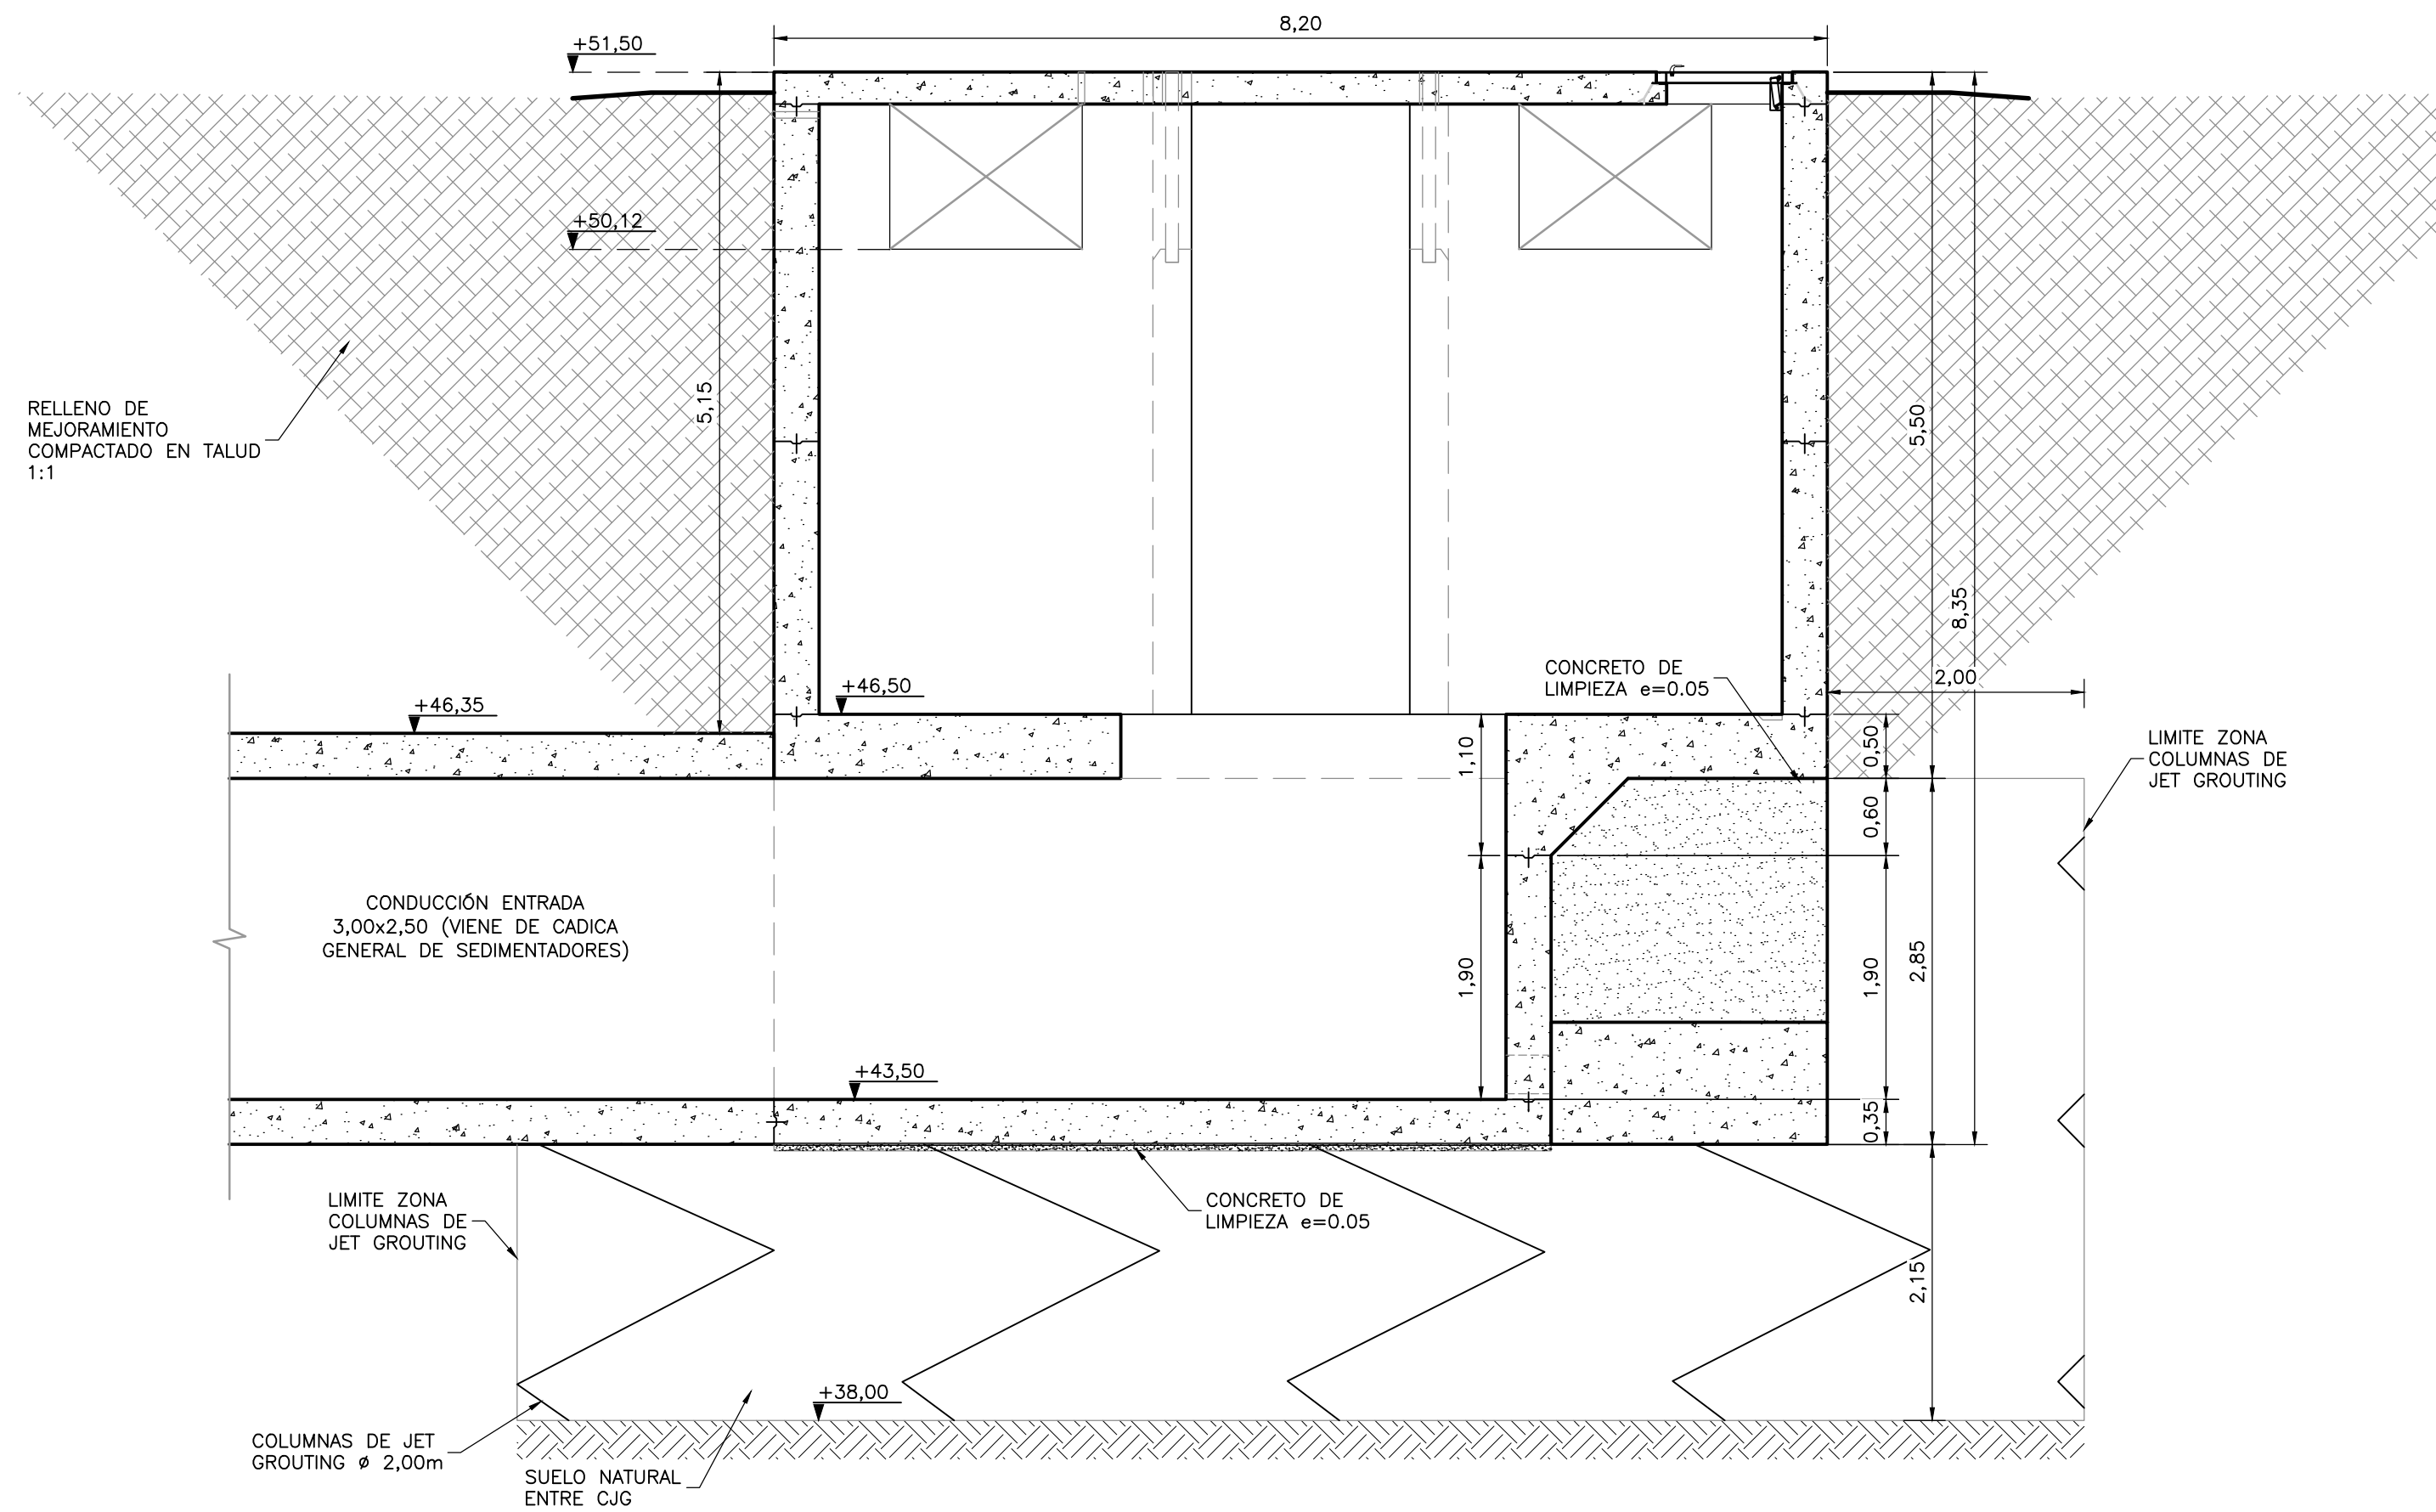 8,20
+51,50
+50,12
RELLENO DE
MEJORAMIENTO
COMPACTADO EN TALUD
1:1
5,15
5,50
8,35
CONCRETO DE
LIMPIEZA e=0.05
2,00
+46,50
+46,35
1,10
0,50
LIMITE ZONA
COLUMNAS DE
JET GROUTING
0,60
CONDUCCIÓN ENTRADA
3,00x2,50 (VIENE DE CADICA
GENERAL DE SEDIMENTADORES)
1,90
1,90
2,85
+43,50
0,35
LIMITE ZONA
COLUMNAS DE
JET GROUTING
CONCRETO DE
LIMPIEZA e=0.05
2,15
+38,00
COLUMNAS DE JET
GROUTING ø 2,00m
SUELO NATURAL
ENTRE CJG